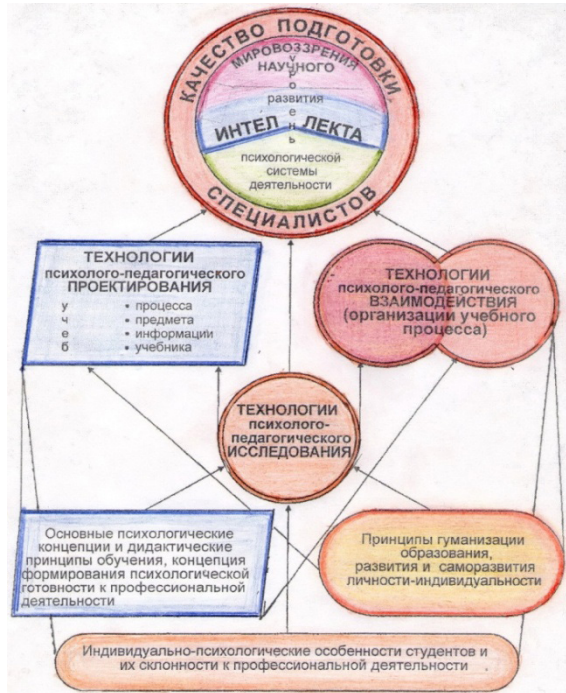 КАЧЕСТВО ПОДГОТОВКИ
МИРОВОЗЗРЕНИЯ
НАУЧНОГО
уровень
развития
ИНТЕЛ ЛЕКТА
психологической
системы
деятельности
СПЕЦИАЛИСТОВ
ТЕХНОЛОГИИ
психолого-педагогического
ПРОЕКТИРОВАНИЯ
у • процесса
ч • предмета
е • информации
б • учебника
ТЕХНОЛОГИИ
психолого-педагогического
ВЗАИМОДЕЙСТВИЯ
(организации учебного
процесса)
ТЕХНОЛОГИИ
психолого-
педагогического
ИССЛЕДОВАНИЯ
Основные психологические
концепции и дидактические
принципы обучения, концепция
формирования психологической
готовности к профессиональной
деятельности
Принципы гуманизации
образования,
развития и саморазвития
личности-индивидуальности
Индивидуально-психологические особенности студентов и
их склонности к профессиональной деятельности